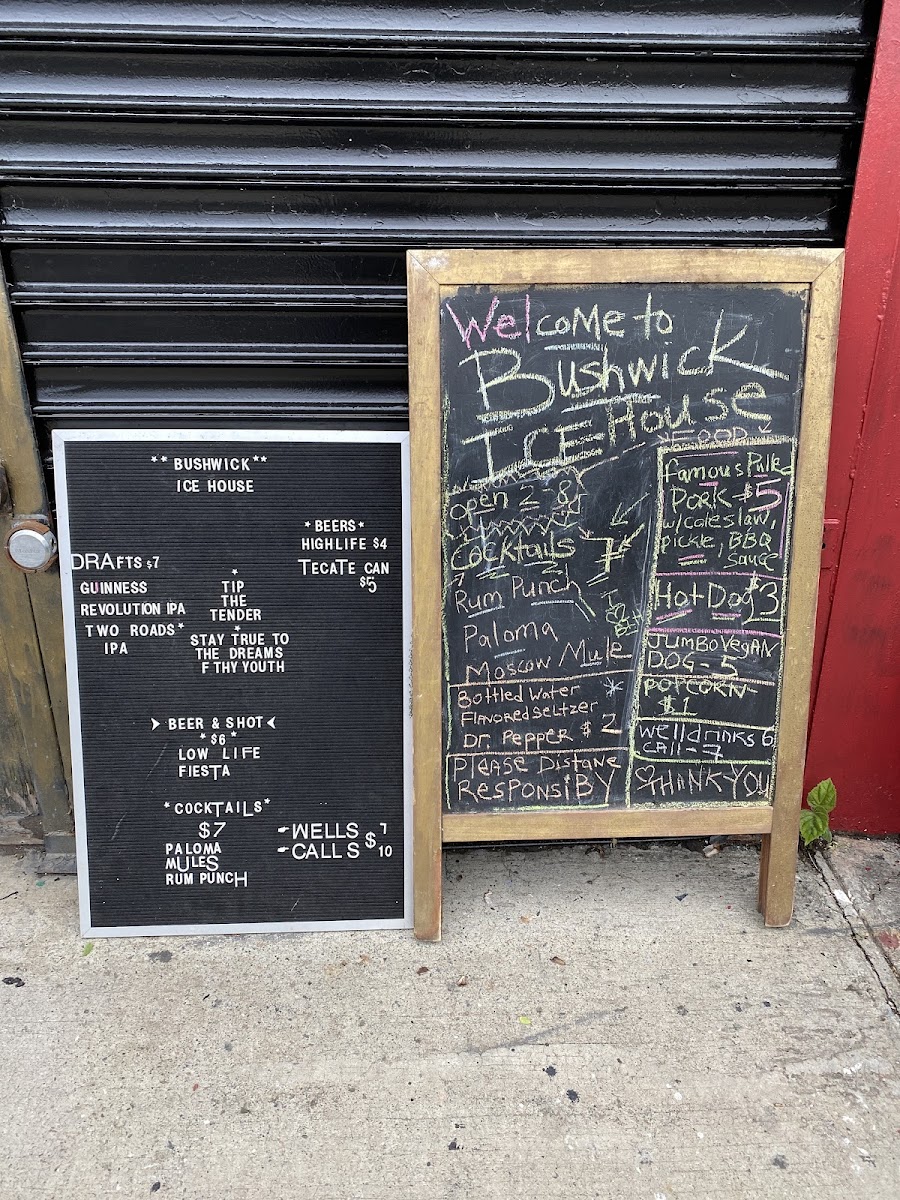 **BUSHWICK**
ICE HOUSE
*BEERS*
HIGHLIFE $4
TECATE CAN
$5
DRAFTS $7
GUINNESS
REVOLUTION IPA
TWO ROADS*
IPA
*
TIP
THE
TENDER
*
STAY TRUE TO
THE DREAMS
F THY YOUTH
BEER & SHOT
*$6*
LOW LIFE
FIESTA
*COCKTAILS*
$7
PALOMA
MULES
RUM PUNCH
WELLS $7
CALLS $10
Welcome to
Bushwick
ICE House
open 2-8
Cocktails 7
Rum Punch
Paloma
Moscow Mule
Bottled Water
Flavored Seltzer
Dr. Pepper $2
Please Distane
Responsiby
FOOD
Famous Pulled
Pork $5
w/coleslaw,
pickle, BBQ
Sauce
Hot-Dog $3
Jumbo Vegan
DOG - 5
POPCORN-
$1
well drinks 6
Call - 7
THANK YOU